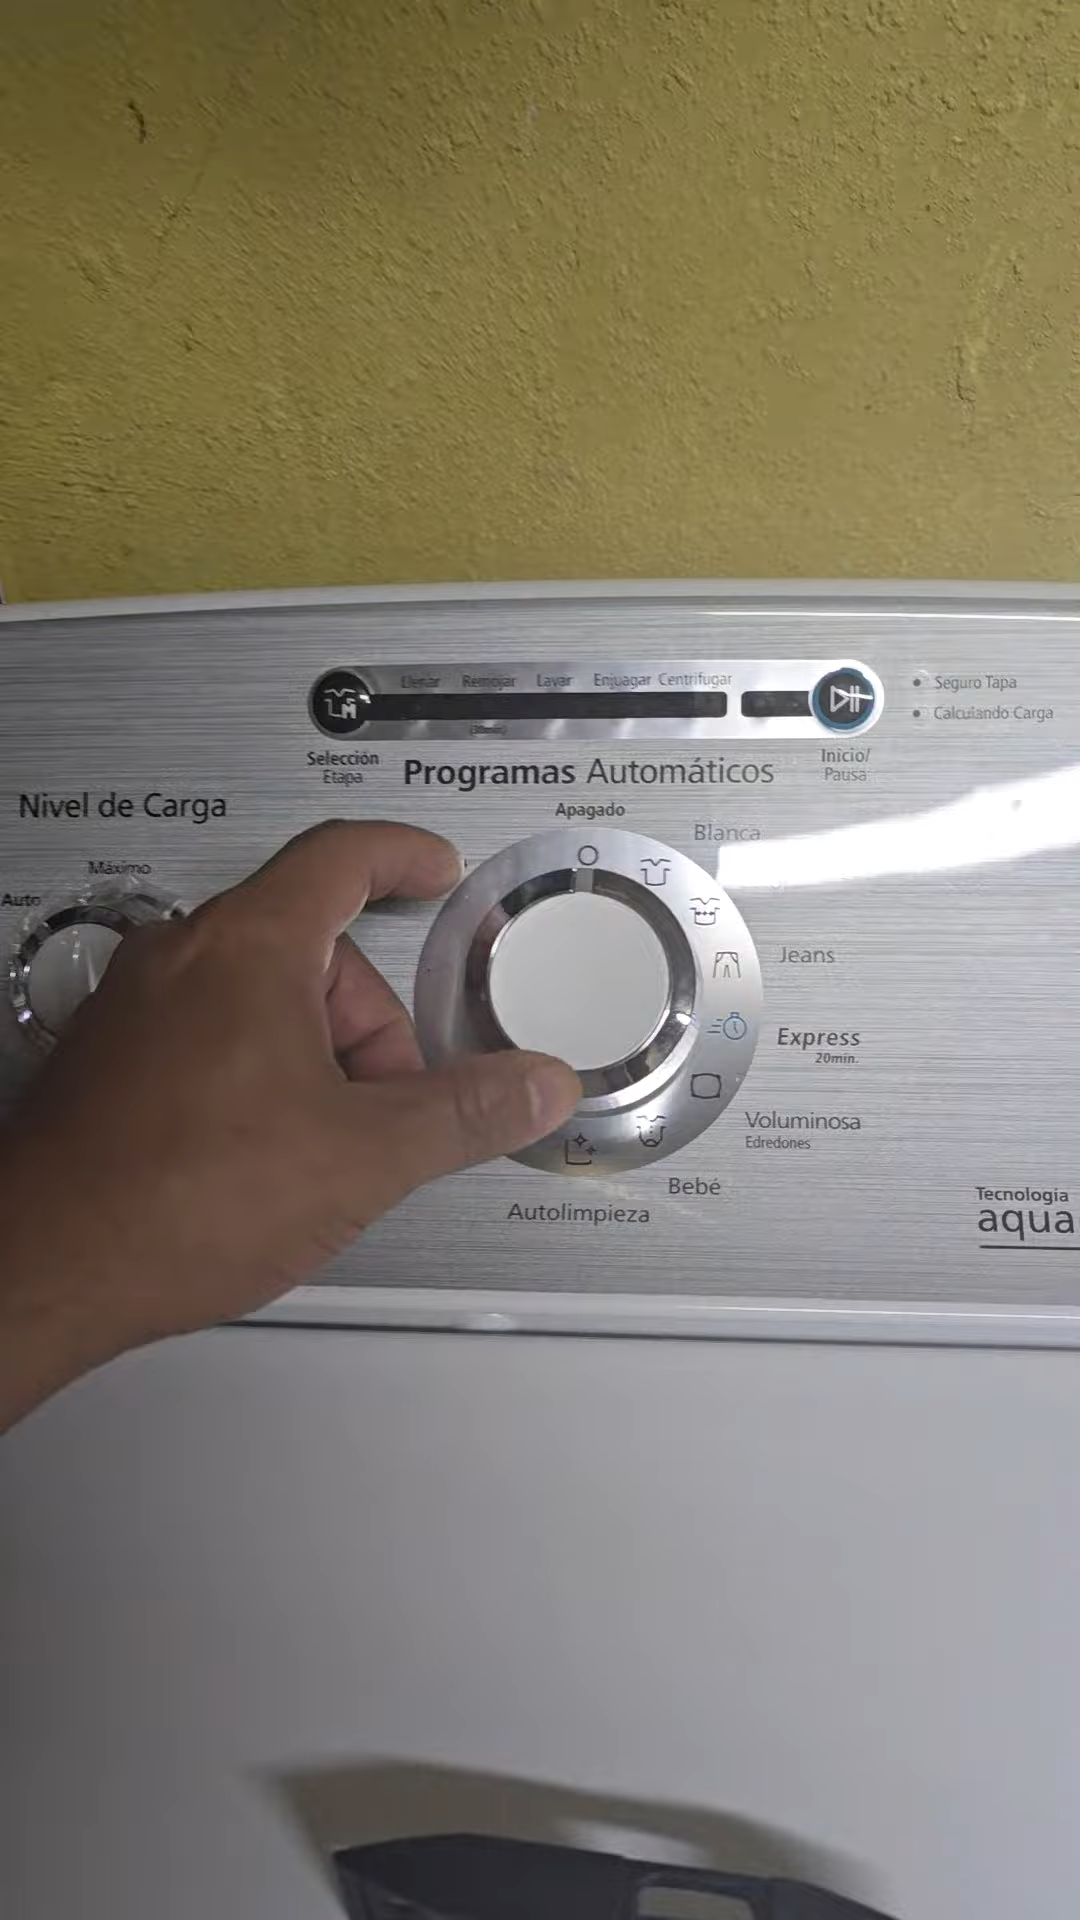 Llenar Remojar Lavar Enjuagar Centrifugar
(30min)
Seguro Tapa
Calculando Carga
Selección
Etapa
Programas Automáticos
Inicio/
Pausa
Nivel de Carga
Apagado
Blanca
Máximo
Auto
Jeans
Express
20min.
Voluminosa
Edredones
Bebé
Autolimpieza
Tecnología
aqua